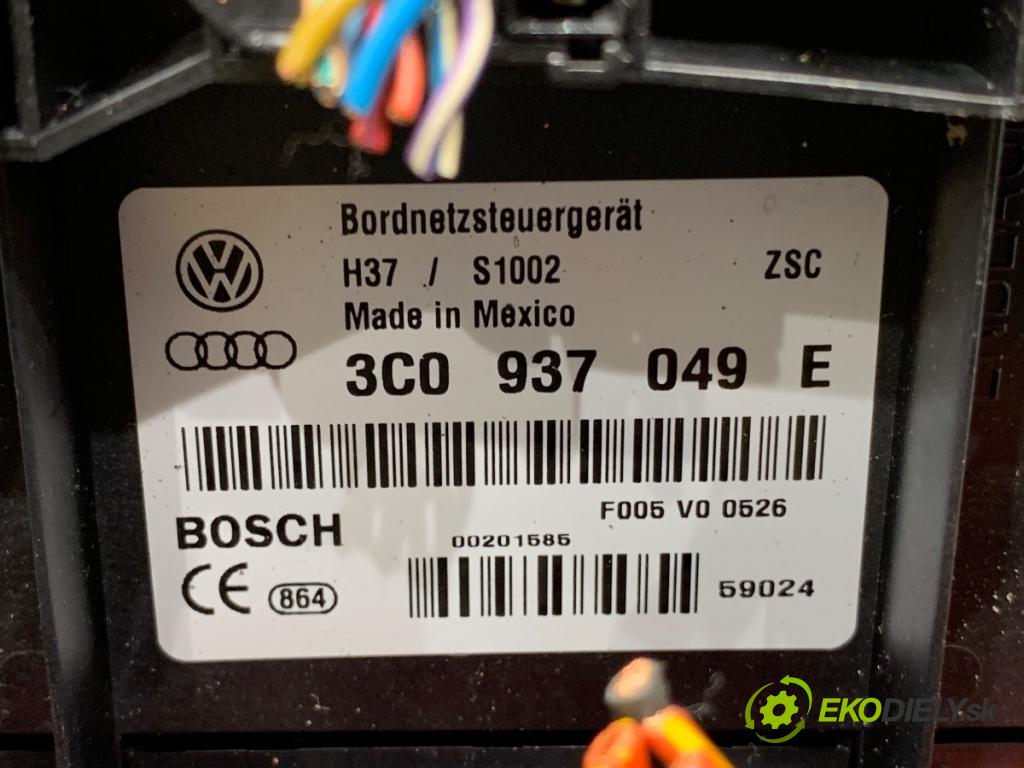 Bordnetzsteuergerät
H37 / S1002 ZSC
Made in Mexico
3C0 937 049 E
F005 V0 0526
BOSCH
00201585
CE 864
59024
EKODIELY.sk